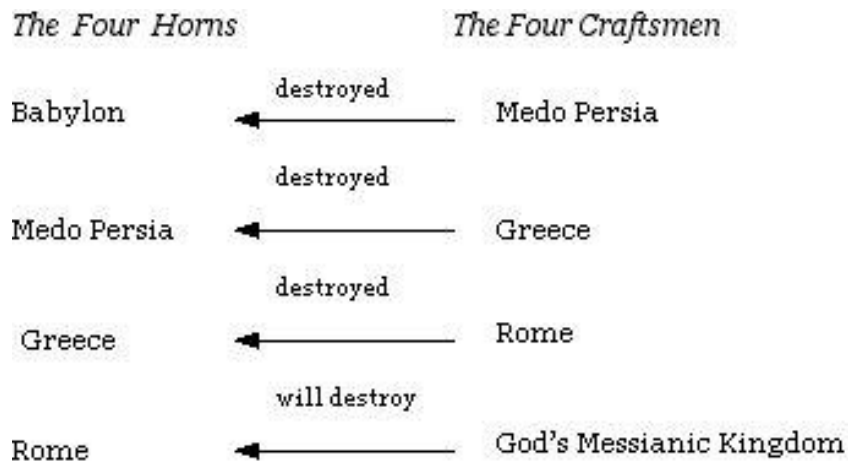 The Four Horns The Four Craftsmen
destroyed
Babylon Medo Persia
destroyed
Medo Persia Greece
destroyed
Greece Rome
will destroy
Rome God's Messianic Kingdom